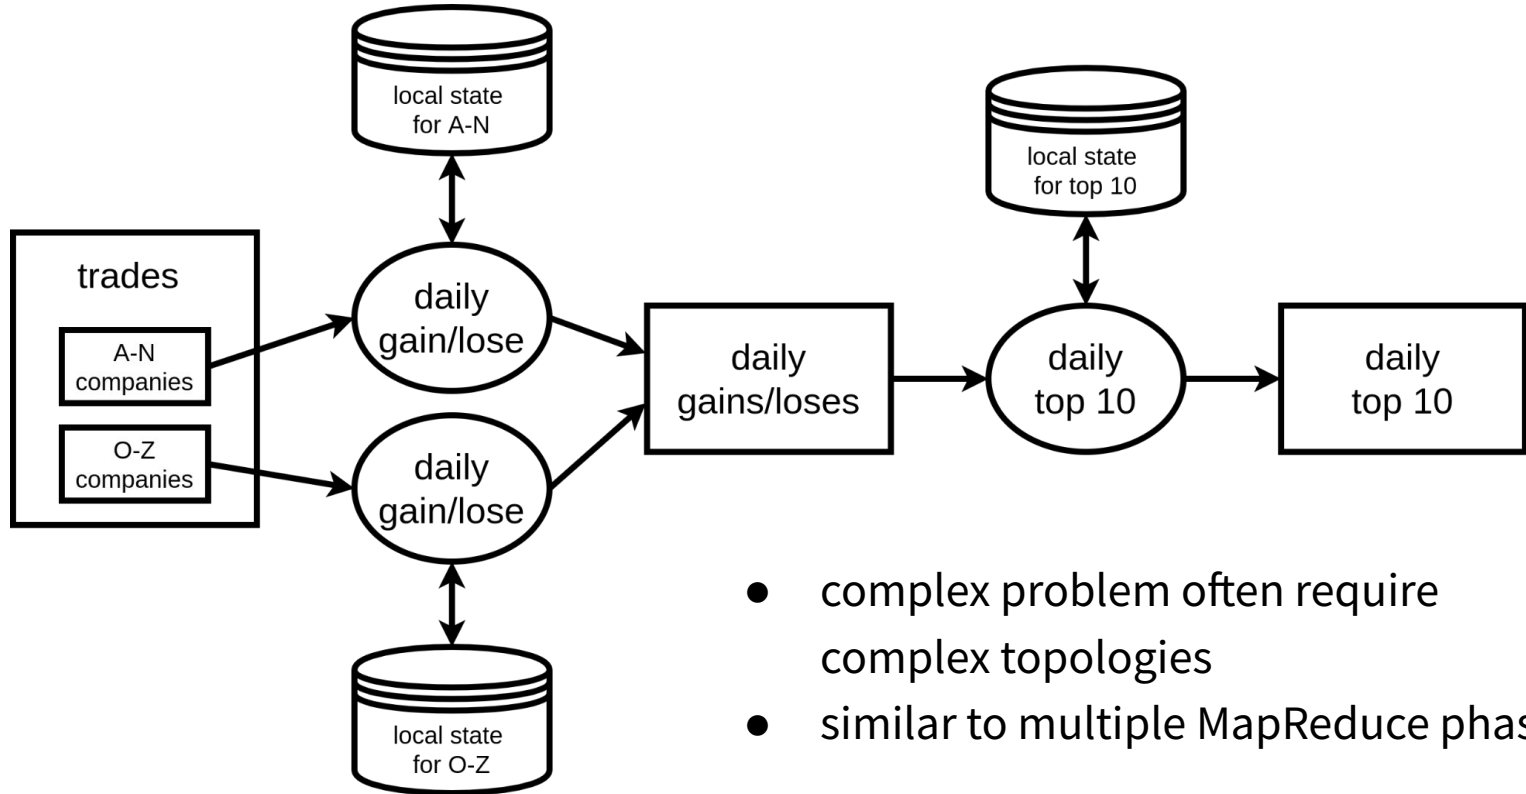 local state
for A-N
local state
for top 10
trades
A-N
companies
O-Z
companies
daily
gain/lose
daily
gain/lose
daily
gains/loses
daily
top 10
daily
top 10
local state
for O-Z
● complex problem often require
complex topologies
● similar to multiple MapReduce phas